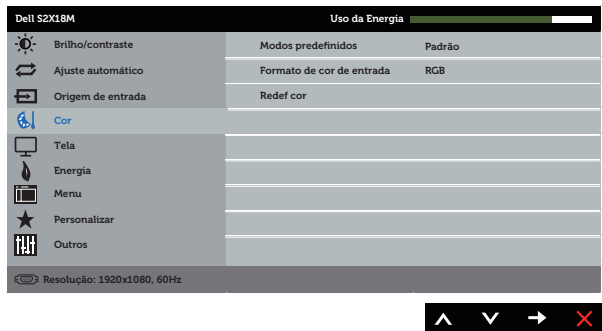 Dell S2X18M Uso da Energia
Brilho/contraste Modos predefinidos Padrão
Ajuste automático Formato de cor de entrada RGB
Origem de entrada Redef cor
Cor
Tela
Energia
Menu
Personalizar
Outros
Resolução: 1920x1080, 60Hz